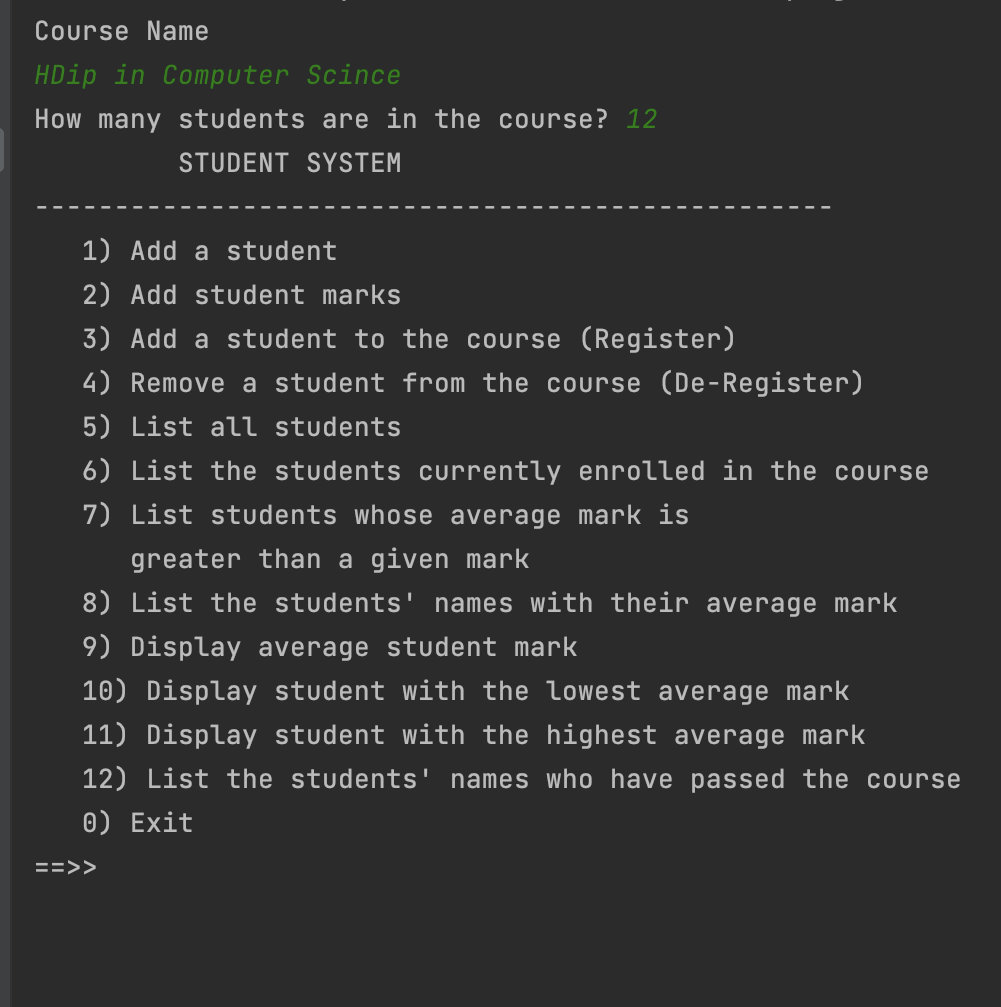 Course Name
HDip in Computer Scince
How many students are in the course? 12
STUDENT SYSTEM
--------------------------------------------------
1) Add a student
2) Add student marks
3) Add a student to the course (Register)
4) Remove a student from the course (De-Register)
5) List all students
6) List the students currently enrolled in the course
7) List students whose average mark is
greater than a given mark
8) List the students' names with their average mark
9) Display average student mark
10) Display student with the lowest average mark
11) Display student with the highest average mark
12) List the students' names who have passed the course
0) Exit
==>>